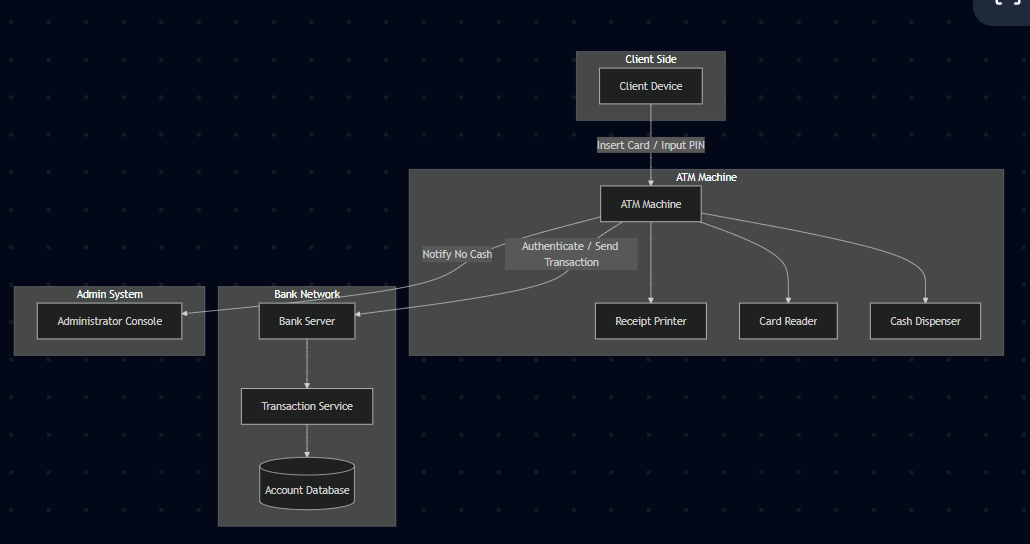 Client Side
Client Device
Insert Card / Input PIN
ATM Machine
ATM Machine
Notify No Cash
Authenticate / Send
Transaction
Admin System
Bank Network
Administrator Console
Bank Server
Receipt Printer
Card Reader
Cash Dispenser
Transaction Service
Account Database